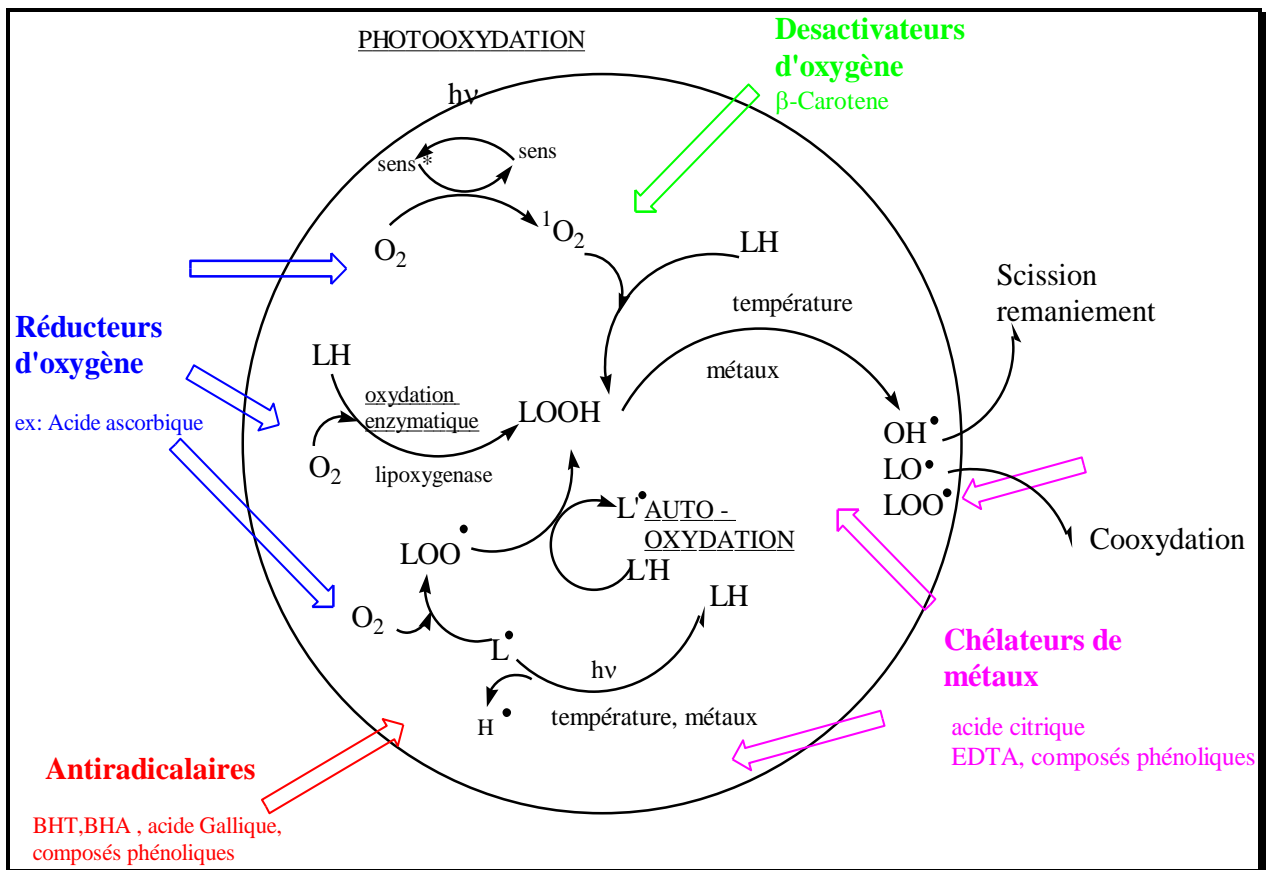 PHOTOOXYDATION
Desactivateurs
d'oxygène
β-Carotene
hν
sens *
sens
O₂
¹O₂
LH
température
métaux
Scission
remaniement
Réducteurs
d'oxygène
ex: Acide ascorbique
LH
oxydation
enzymatique
O₂
lipoxygenase
LOOH
OH•
LO•
LOO•
Cooxydation
LOO•
L'•
AUTO -
OXYDATION
L'H
O₂
L•
LH
hν
H•
température, métaux
Chélateurs de
métaux
acide citrique
EDTA, composés phénoliques
Antiradicalaires
BHT,BHA , acide Gallique,
composés phénoliques